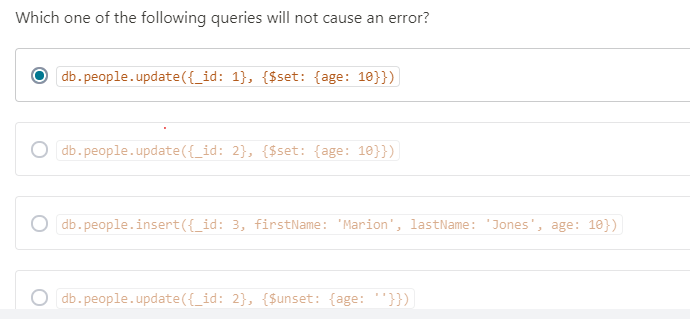 Which one of the following queries will not cause an error?
db.people.update({_id: 1}, {$set: {age: 10}})
db.people.update({_id: 2}, {$set: {age: 10}})
db.people.insert({_id: 3, firstName: 'Marion', lastName: 'Jones', age: 10})
db.people.update({_id: 2}, {$unset: {age: ''}})